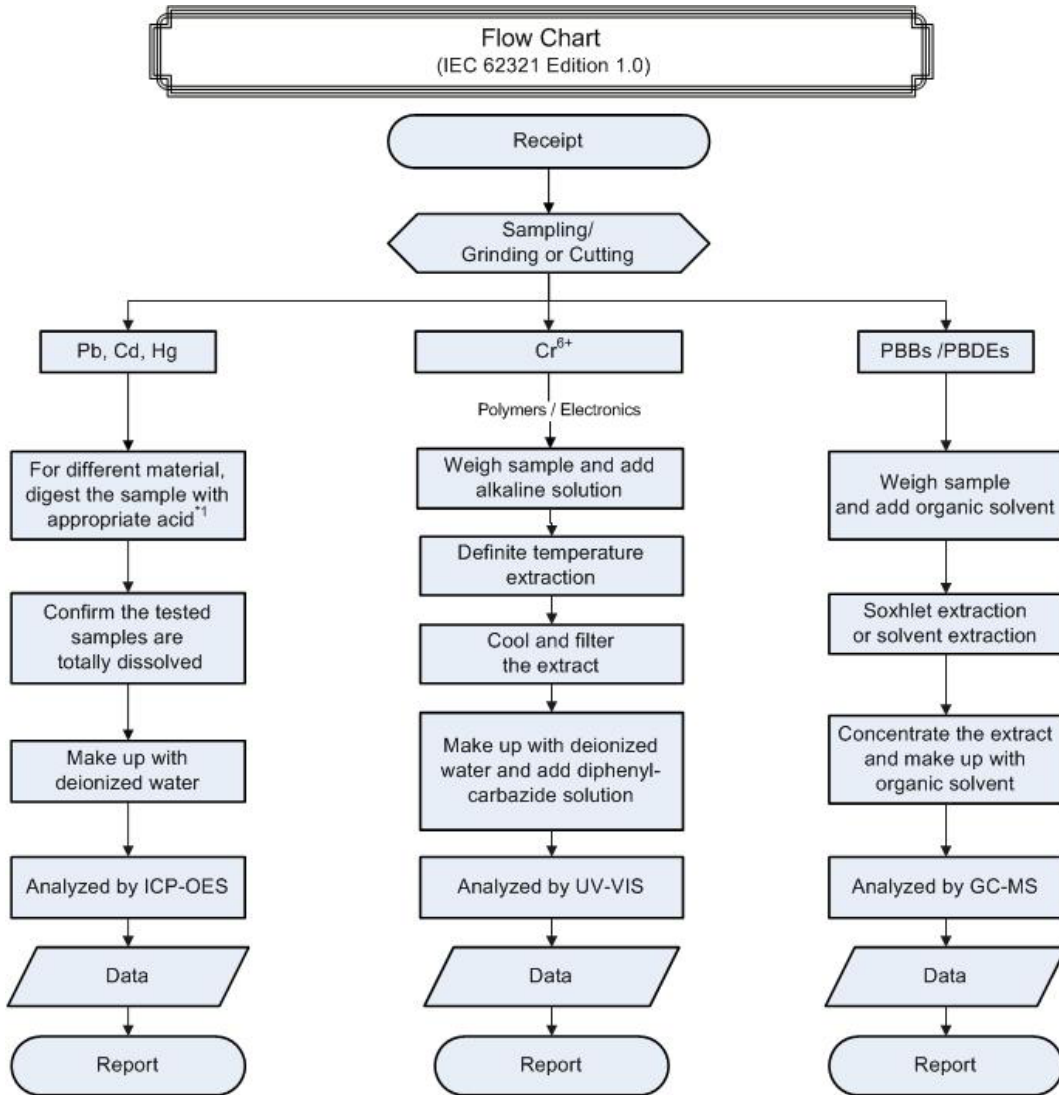 Flow Chart
(IEC 62321 Edition 1.0)
Receipt
Sampling/
Grinding or Cutting
Pb, Cd, Hg
For different material,
digest the sample with
appropriate acid*1
Confirm the tested
samples are
totally dissolved
Make up with
deionized water
Analyzed by ICP-OES
Data
Report
Cr6+
Polymers / Electronics
Weigh sample and add
alkaline solution
Definite temperature
extraction
Cool and filter
the extract
Make up with deionized
water and add diphenyl-
carbazide solution
Analyzed by UV-VIS
Data
Report
PBBs /PBDEs
Weigh sample
and add organic solvent
Soxhlet extraction
or solvent extraction
Concentrate the extract
and make up with
organic solvent
Analyzed by GC-MS
Data
Report